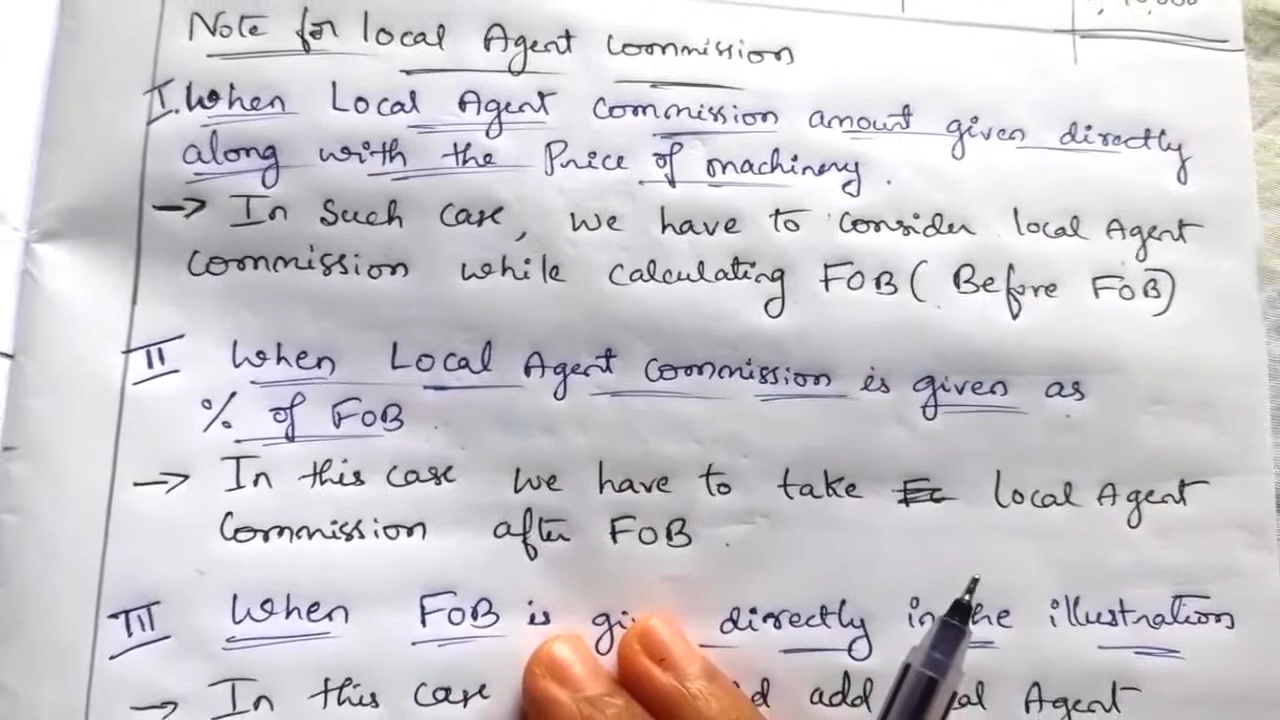 Note for local Agent Commission
I. When Local Agent Commission amount given directly
along with the Price of machinery.
→ In Such case, we have to consider local Agent
Commission while calculating FOB ( Before FOB)
II When Local Agent Commission is given as
% of FOB.
→ In this case we have to take local Agent
Commission after FOB.
III When FOB is directly in the illustration
→ In this case add Agent